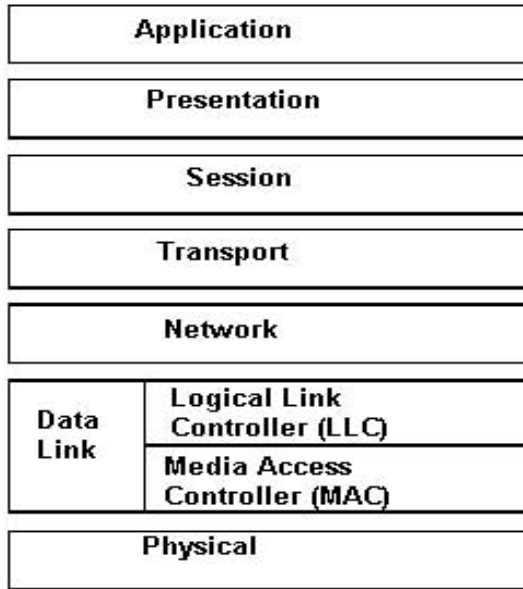 Application
Presentation
Session
Transport
Network
Data
Link
Logical Link
Controller (LLC)
Media Access
Controller (MAC)
Physical